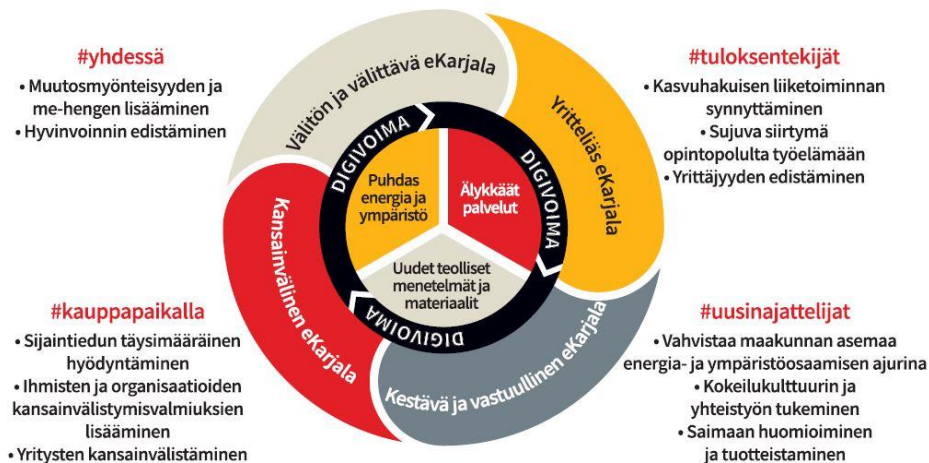 #yhdessä
• Muutosmyönteisyyden ja
me-hengen lisääminen
• Hyvinvoinnin edistäminen
#tuloksentekijät
• Kasvuhakuisen liiketoiminnan
synnyttäminen
• Sujuva siirtymä
opintopolulta työelämään
• Yrittäjyyden edistäminen
Välitön ja välittävä eKarjala
Yritteliäs eKarjala
Kansainvälinen eKarjala
Kestävä ja vastuullinen eKarjala
DIGIVOIMA
DIGIVOIMA
DIGIVOIMA
Puhdas
energia ja
ympäristö
Älykkäät
palvelut
Uudet teolliset
menetelmät ja
materiaalit
#kauppapaikalla
• Sijaintiedun täysimääräinen
hyödyntäminen
• Ihmisten ja organisaatioiden
kansainvälistymisvalmiuksien
lisääminen
• Yritysten kansainvälistäminen
#uusinajattelijat
• Vahvistaa maakunnan asemaa
energia- ja ympäristöosaamisen ajurina
• Kokeilukulttuurin ja
yhteistyön tukeminen
• Saimaan huomioiminen
ja tuotteistaminen